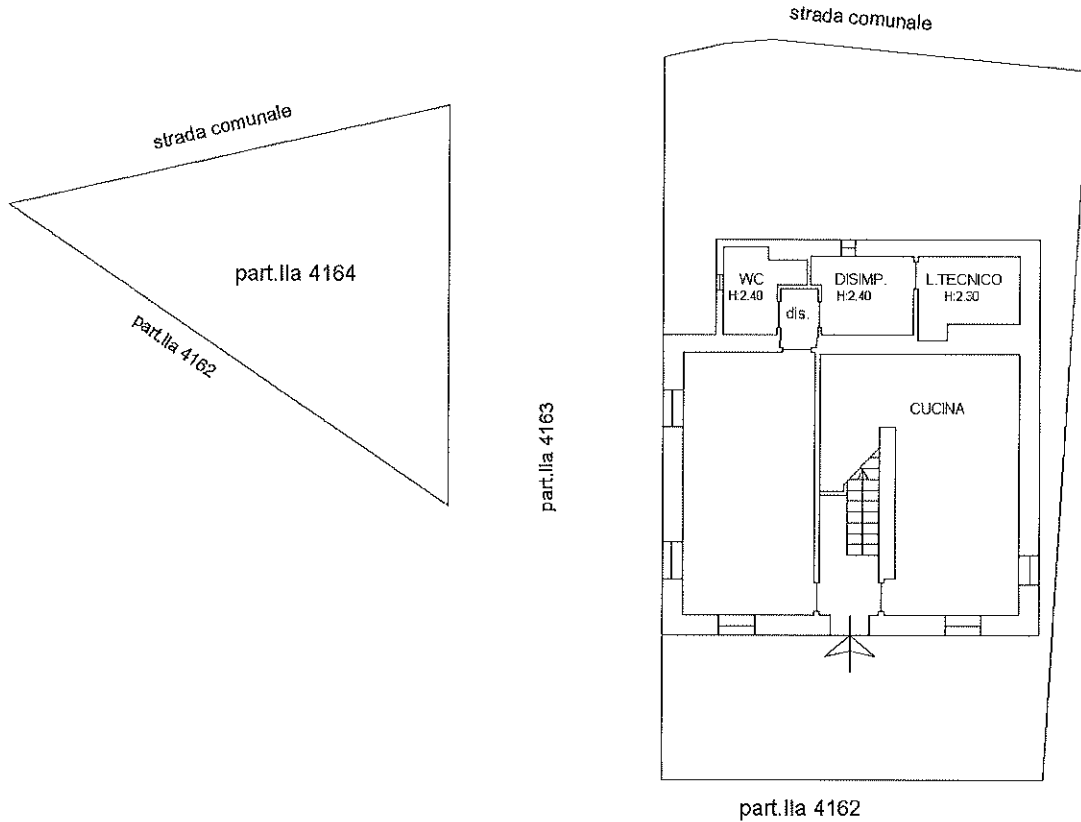 strada comunale
strada comunale
part.lla 4164
part.lla 4162
part.lla 4163
WC
H:2.40
DISIMP.
H:2.40
L.TECNICO
H:2.30
dis.
CUCINA
part.lla 4162